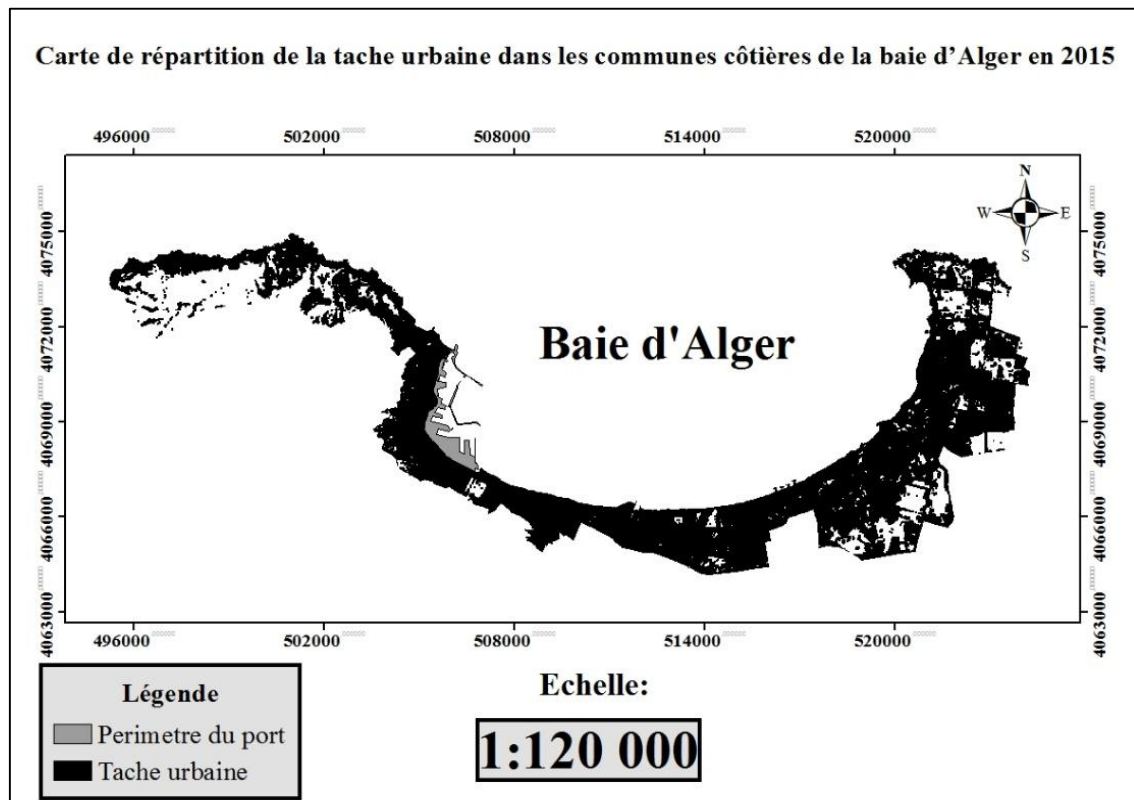 Carte de répartition de la tache urbaine dans les communes côtières de la baie d'Alger en 2015
496000 502000 508000 514000 520000
N
W E
S
4075000 4075000
4072000 4072000
Baie d'Alger
4069000 4069000
4066000 4066000
4063000 4063000
496000 502000 508000 514000 520000
Légende
Perimetre du port
Tache urbaine
Echelle:
1:120 000